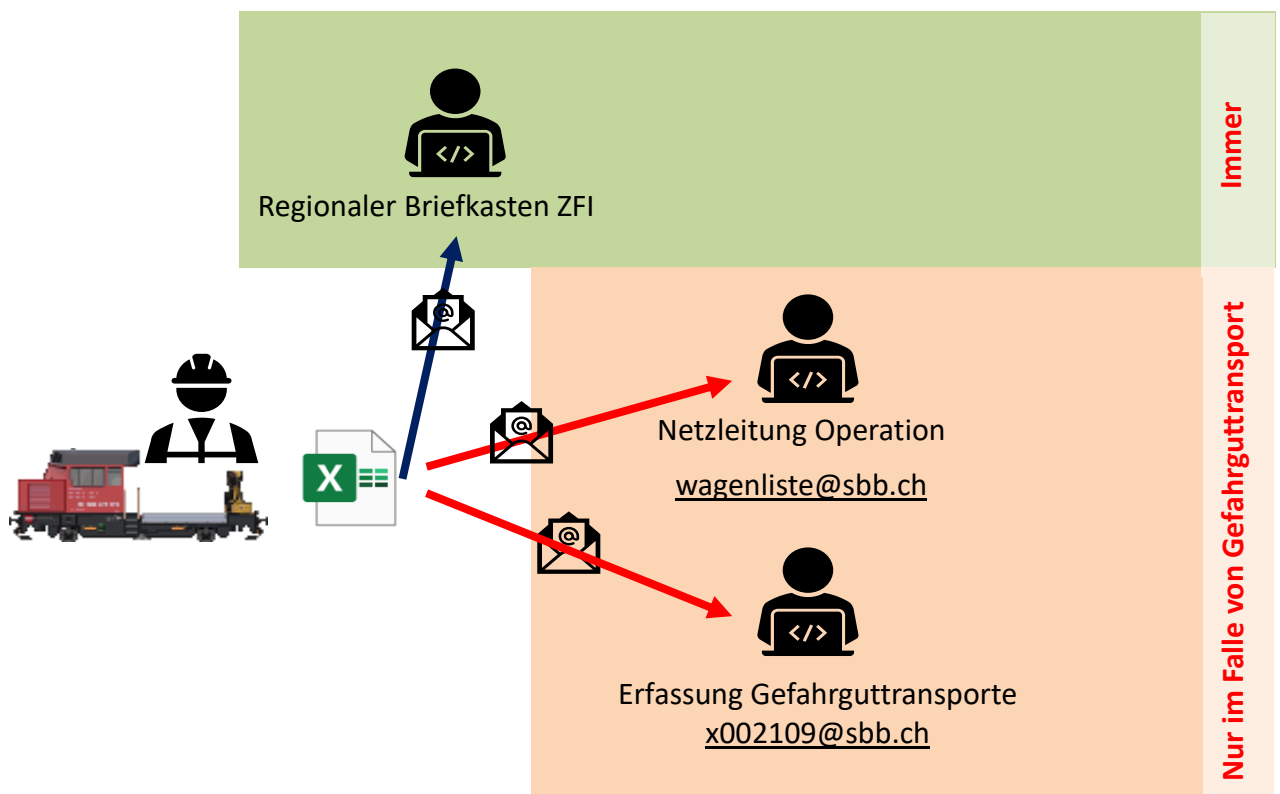 Immer
</>
Regionaler Briefkasten ZFI
@
Nur im Falle von Gefahrguttransport
</>
@
Netzleitung Operation
wagenliste@sbb.ch
X
@
</>
Erfassung Gefahrguttransporte
x002109@sbb.ch